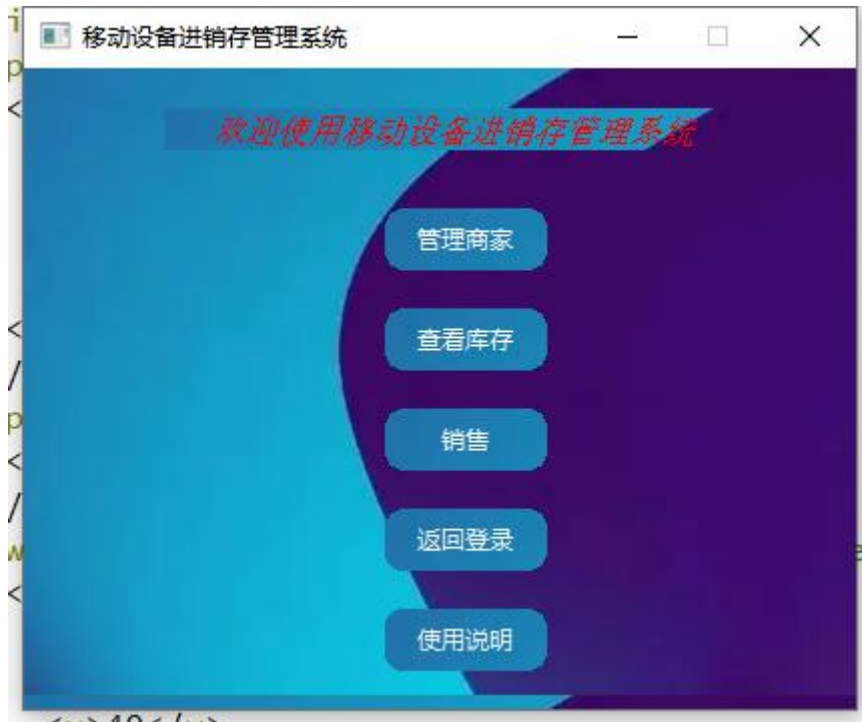 移动设备进销存管理系统
欢迎使用移动设备进销存管理系统
管理商家
查看库存
销售
返回登录
使用说明